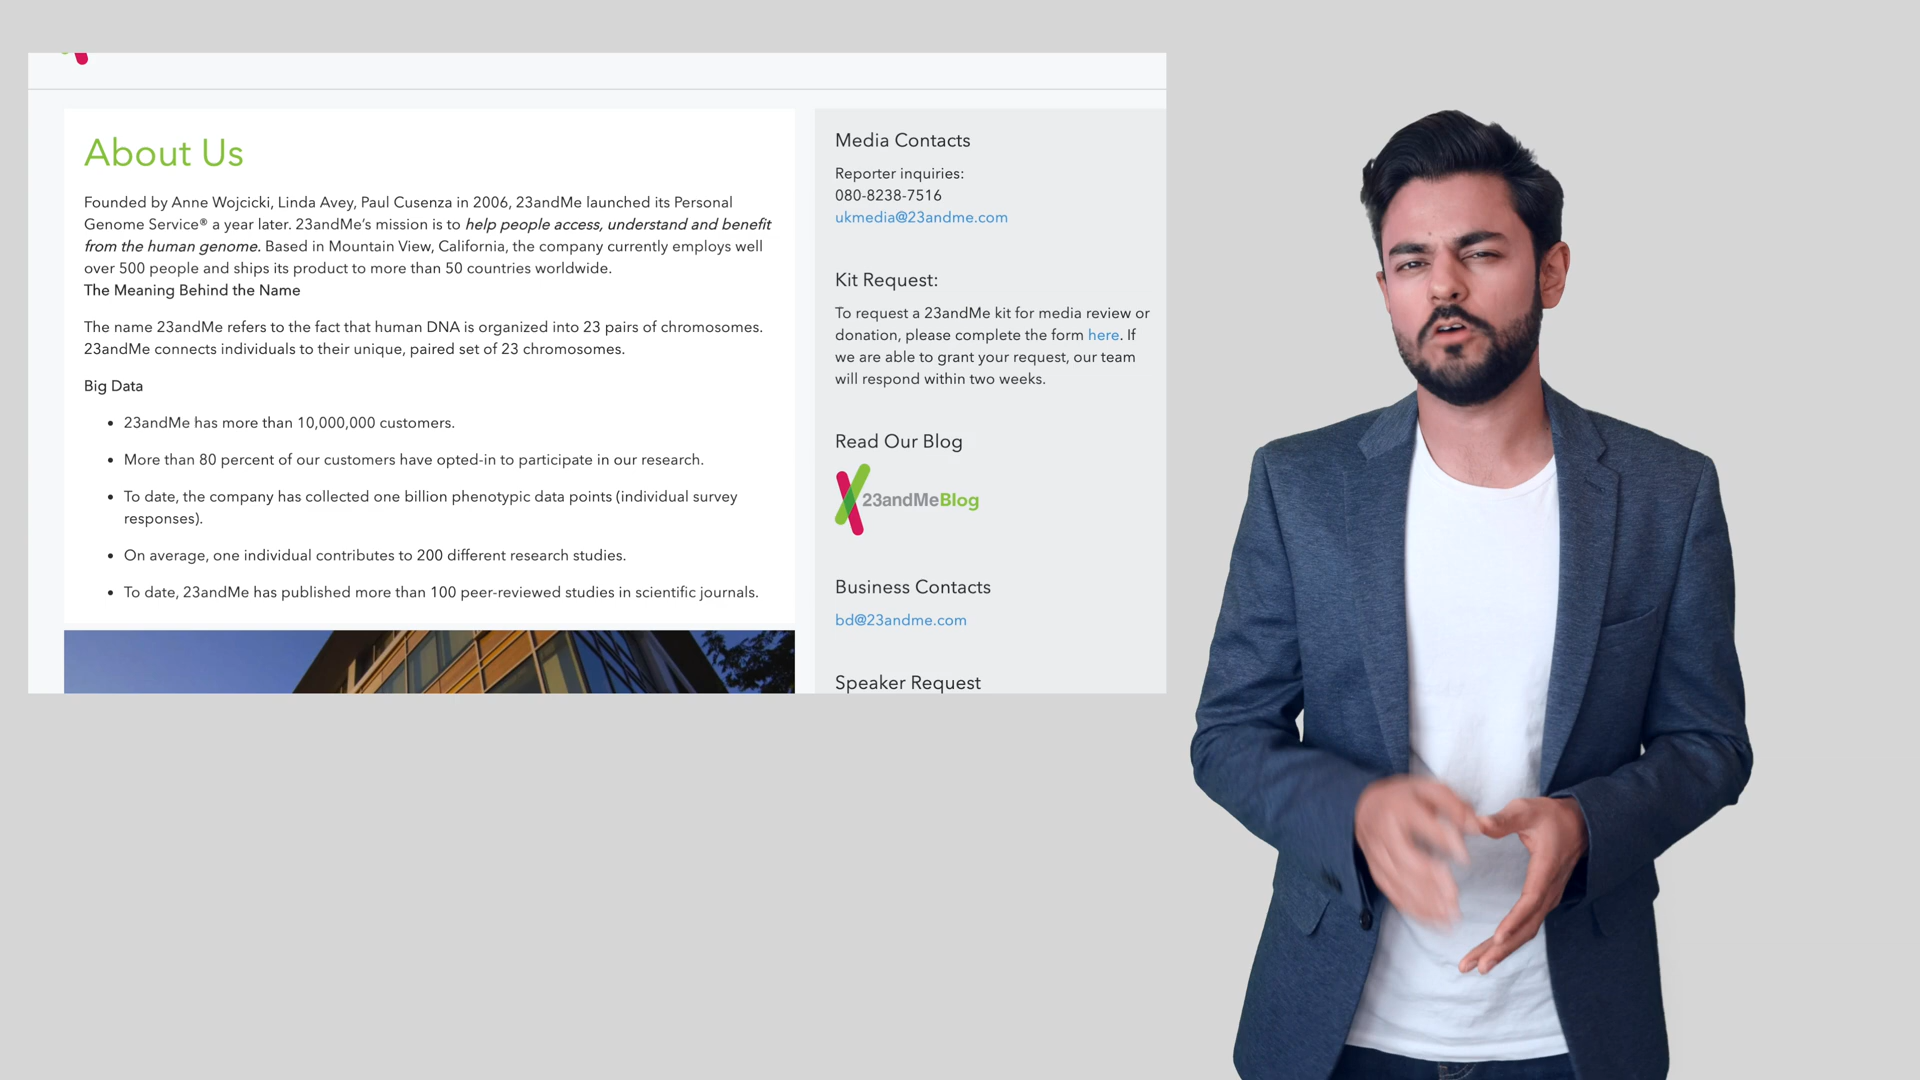 About Us
Founded by Anne Wojcicki, Linda Avey, Paul Cusenza in 2006, 23andMe launched its Personal
Genome Service® a year later. 23andMe’s mission is to help people access, understand and benefit
from the human genome. Based in Mountain View, California, the company currently employs well
over 500 people and ships its product to more than 50 countries worldwide.
The Meaning Behind the Name
The name 23andMe refers to the fact that human DNA is organized into 23 pairs of chromosomes.
23andMe connects individuals to their unique, paired set of 23 chromosomes.
Big Data
• 23andMe has more than 10,000,000 customers.
• More than 80 percent of our customers have opted-in to participate in our research.
• To date, the company has collected one billion phenotypic data points (individual survey
responses).
• On average, one individual contributes to 200 different research studies.
• To date, 23andMe has published more than 100 peer-reviewed studies in scientific journals.
Media Contacts
Reporter inquiries:
080-8238-7516
ukmedia@23andme.com
Kit Request:
To request a 23andMe kit for media review or
donation, please complete the form here. If
we are able to grant your request, our team
will respond within two weeks.
Read Our Blog
23andMeBlog
Business Contacts
bd@23andme.com
Speaker Request